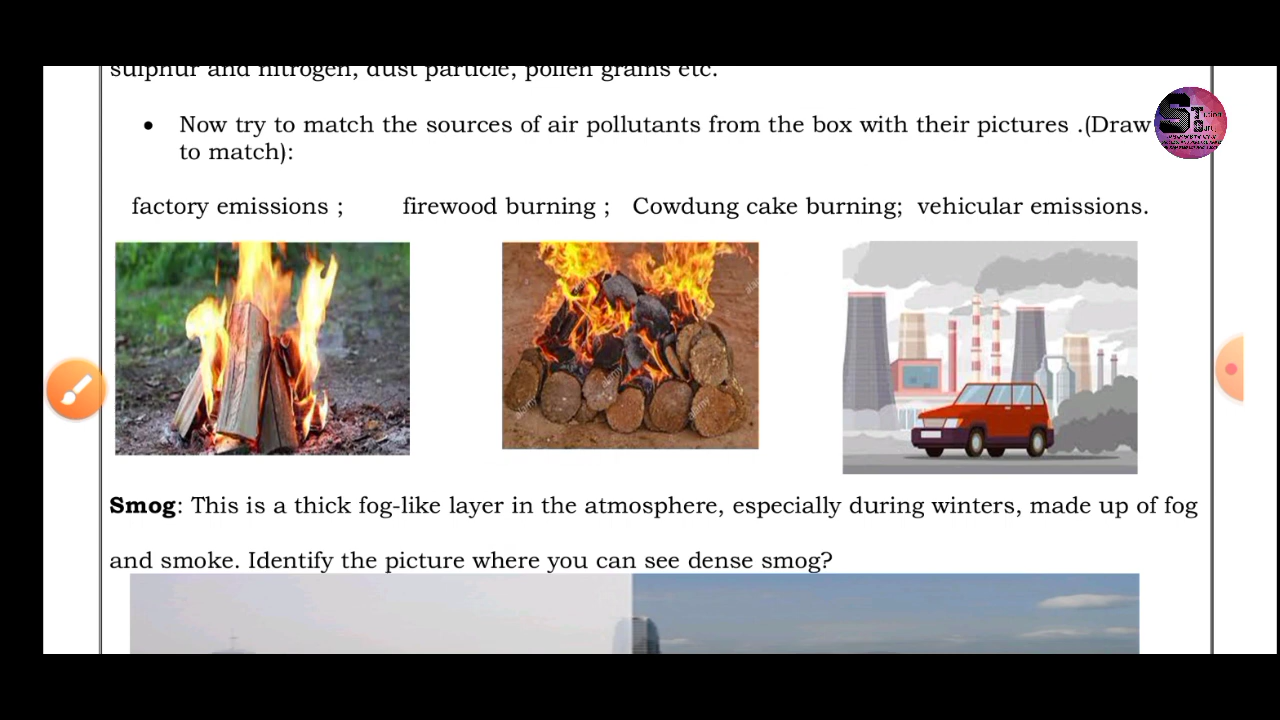 sulphur and nitrogen, dust particle, pollen grains etc.
• Now try to match the sources of air pollutants from the box with their pictures .(Draw
to match):
factory emissions ; firewood burning ; Cowdung cake burning; vehicular emissions.
Smog: This is a thick fog-like layer in the atmosphere, especially during winters, made up of fog
and smoke. Identify the picture where you can see dense smog?